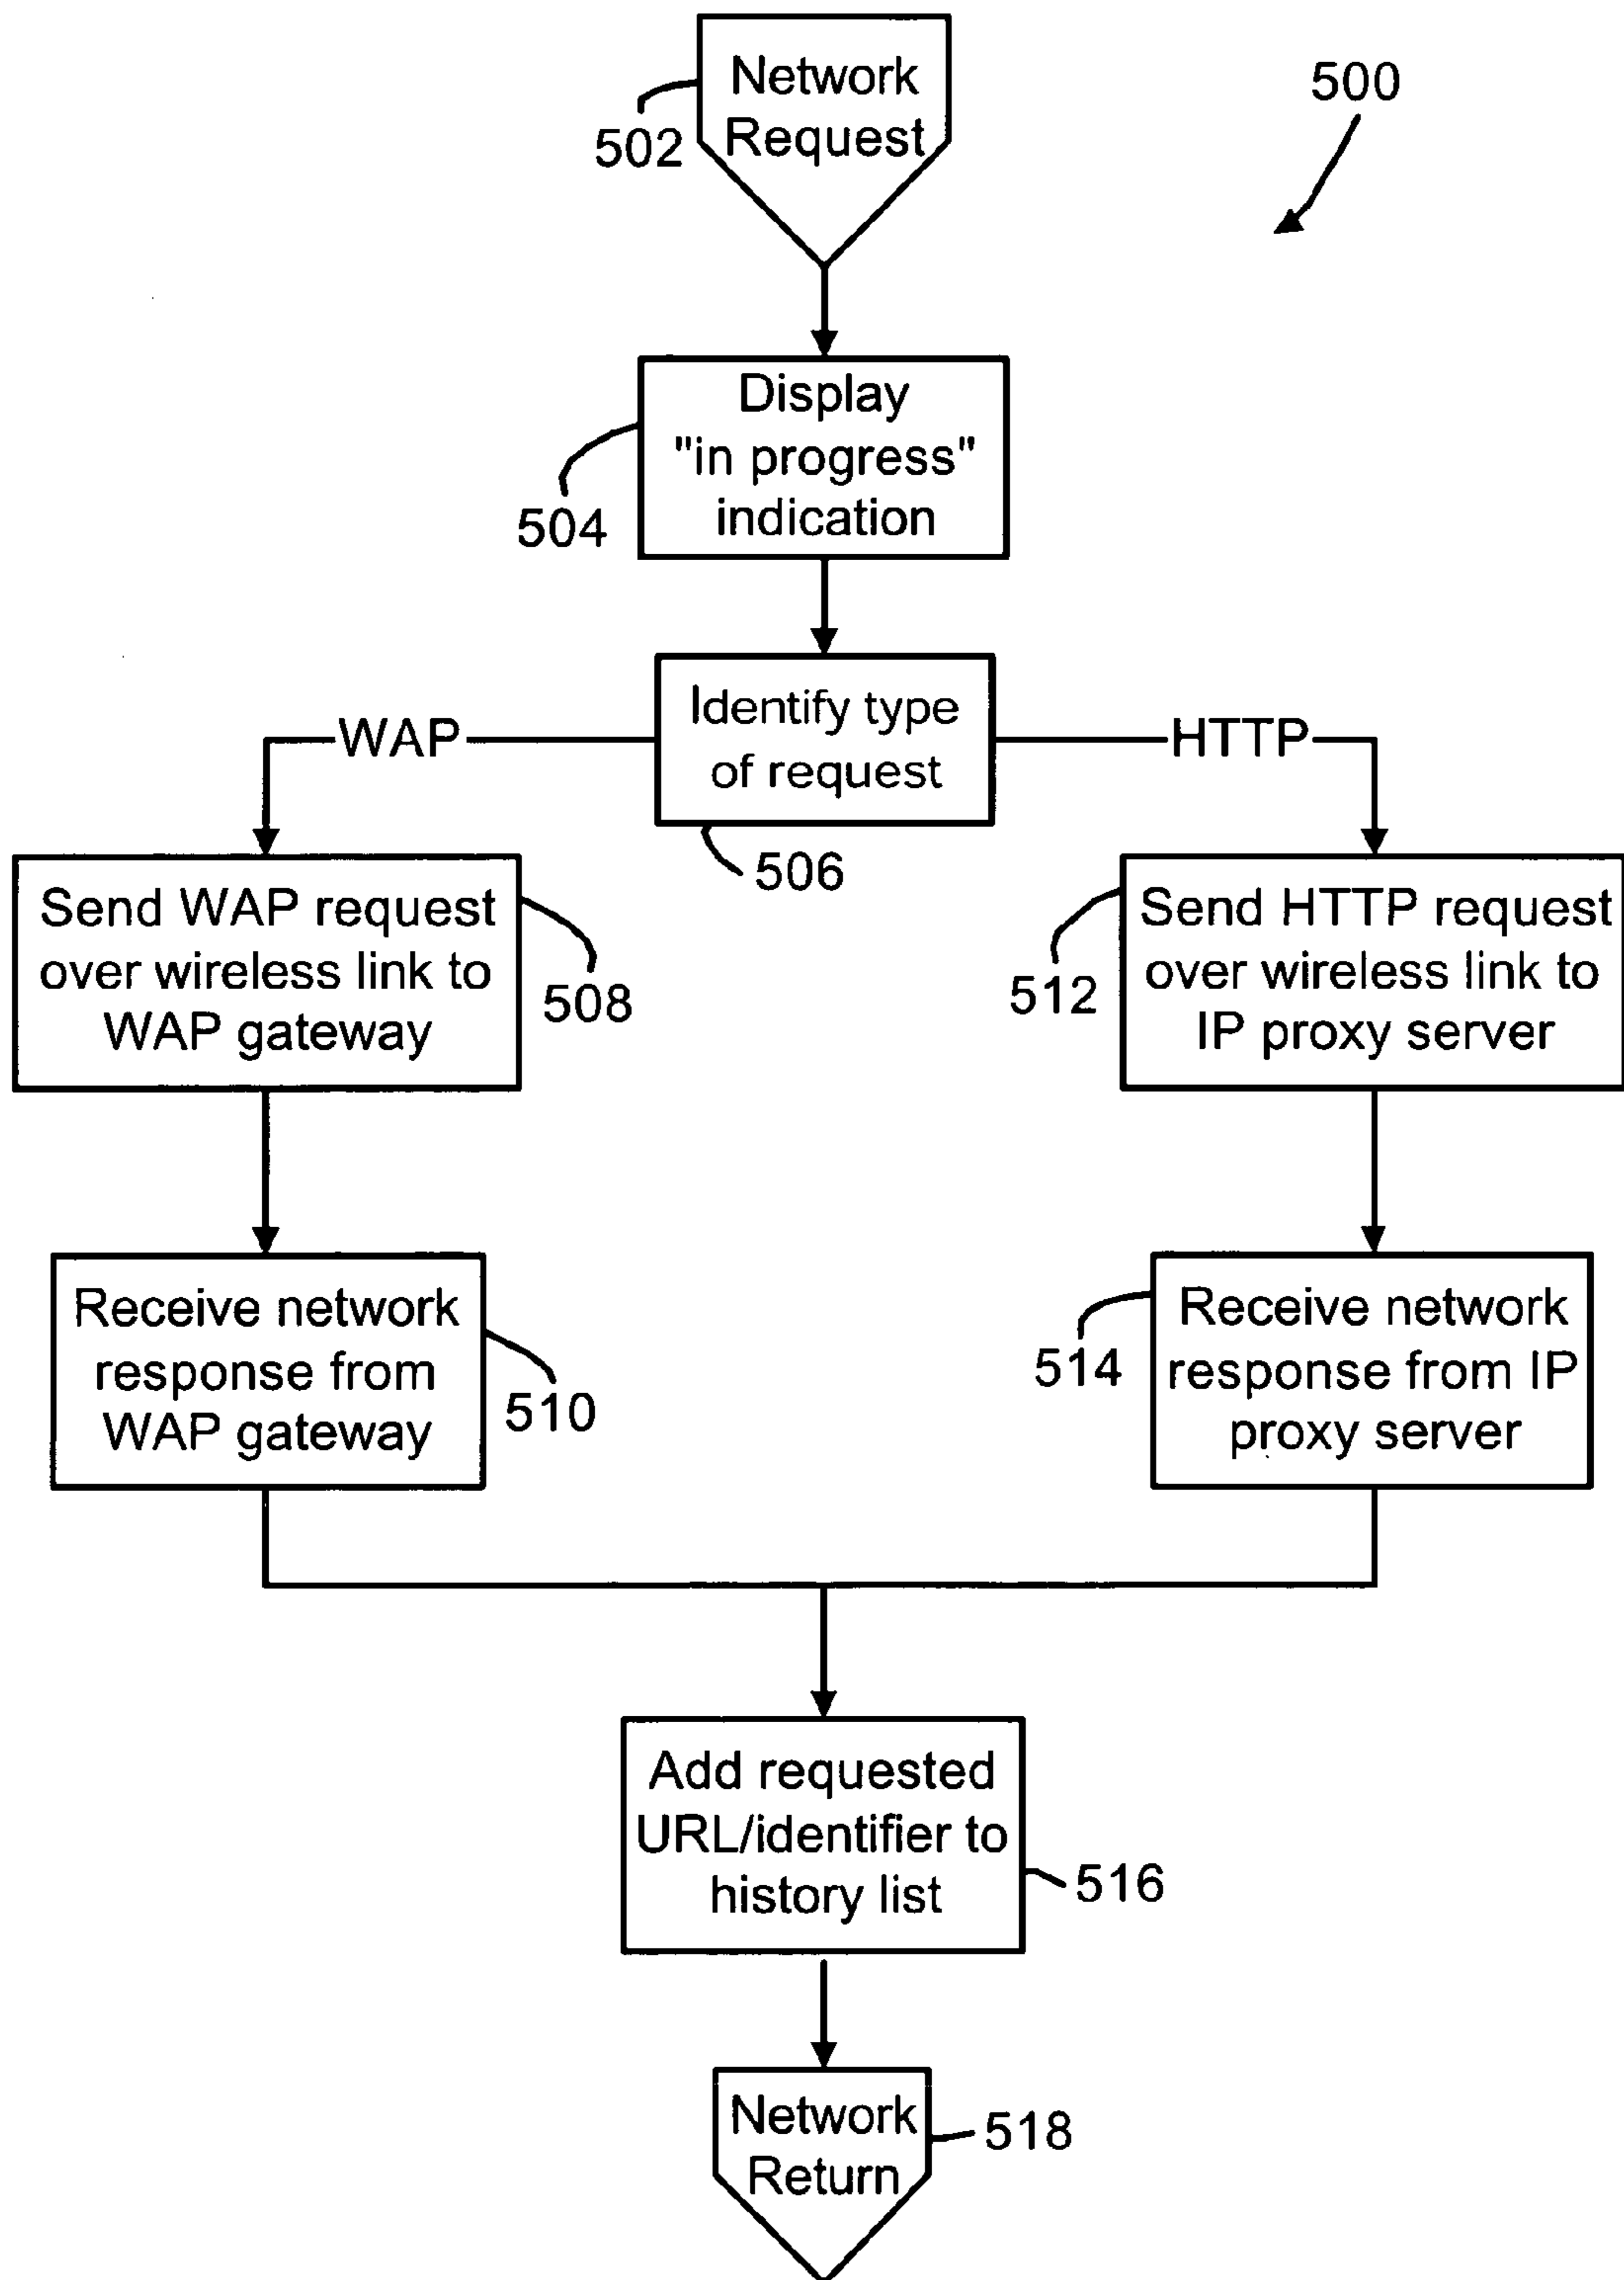 Network
Request
500
502
Display
"in progress"
indication
504
Identify type
of request
WAP
HTTP
506
Send WAP request
over wireless link to
WAP gateway
508
Send HTTP request
over wireless link to
IP proxy server
512
Receive network
response from
WAP gateway
510
Receive network
response from IP
proxy server
514
Add requested
URL/identifier to
history list
516
Network
Return
518